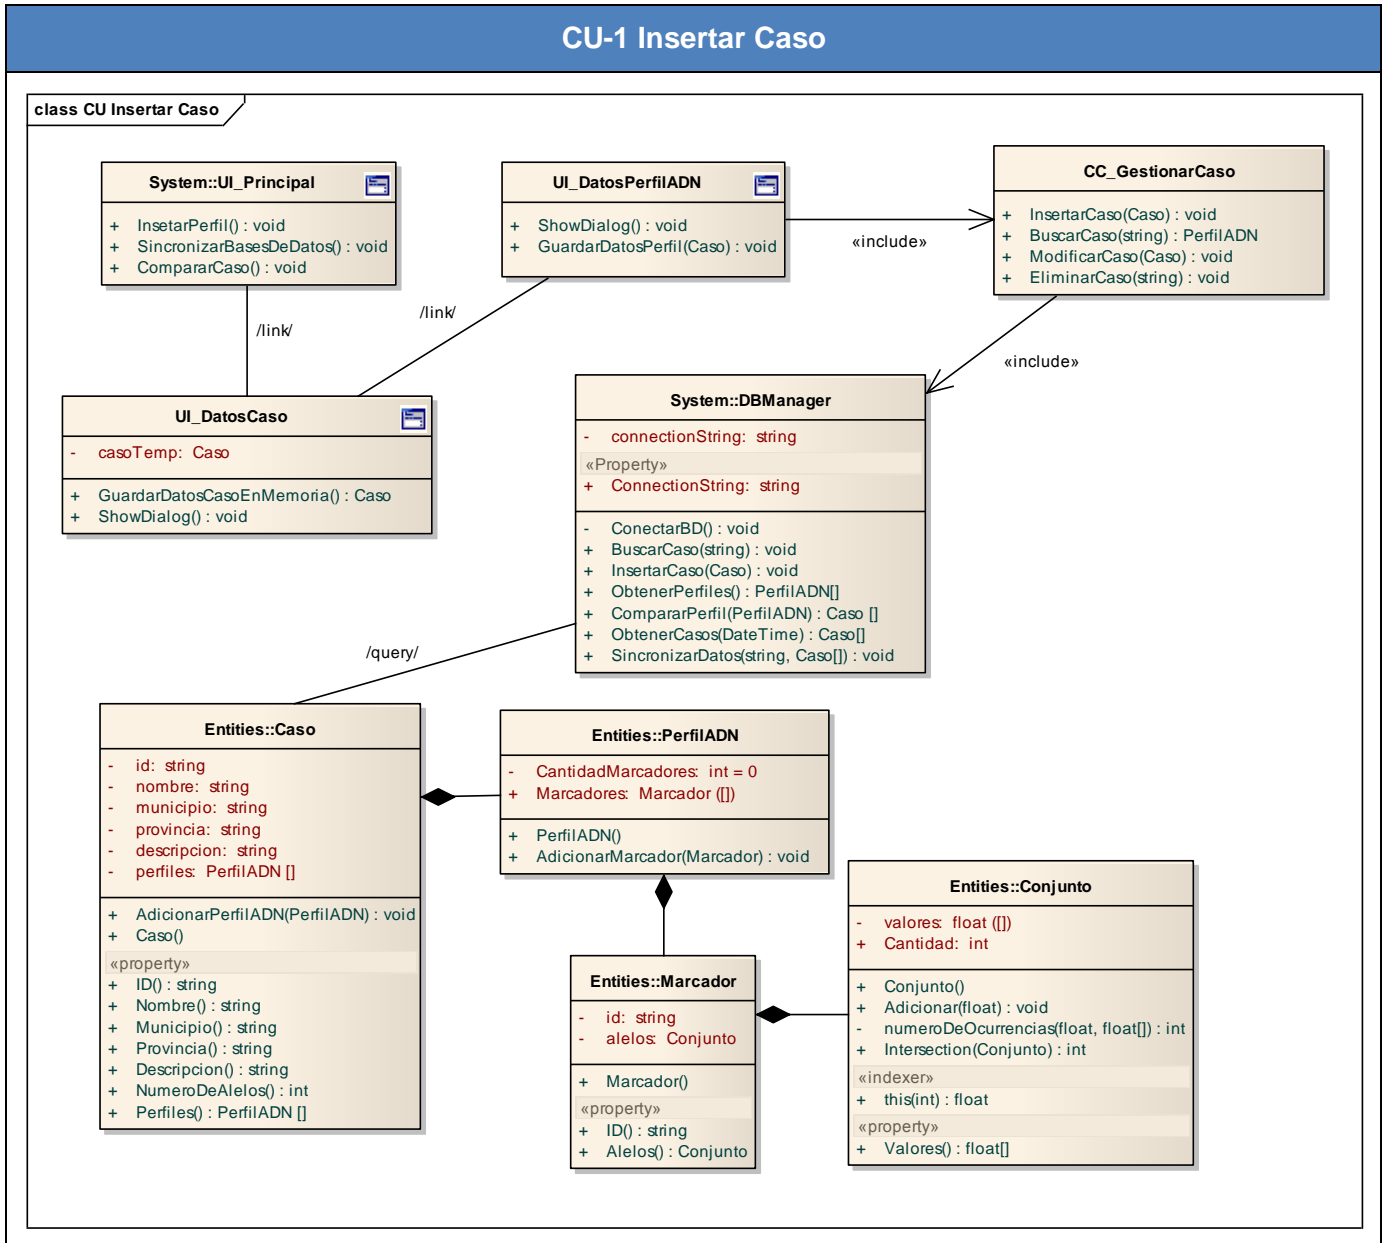 CU-1 Insertar Caso
class CU Insertar Caso
System::UI_Principal
+ InsetarPerfil() : void
+ SincronizarBasesDeDatos() : void
+ CompararCaso() : void
UI_DatosPerfilADN
+ ShowDialog() : void
+ GuardarDatosPerfil(Caso) : void
CC_GestionarCaso
+ InsertarCaso(Caso) : void
+ BuscarCaso(string) : PerfilADN
+ ModificarCaso(Caso) : void
+ EliminarCaso(string) : void
«include»
/link/
/link/
«include»
UI_DatosCaso
- casoTemp: Caso
+ GuardarDatosCasoEnMemoria() : Caso
+ ShowDialog() : void
System::DBManager
- connectionString: string
«Property»
+ ConnectionString: string
- ConectarBD() : void
+ BuscarCaso(string) : void
+ InsertarCaso(Caso) : void
+ ObtenerPerfiles() : PerfilADN[]
+ CompararPerfil(PerfilADN) : Caso []
+ ObtenerCasos(DateTime) : Caso[]
+ SincronizarDatos(string, Caso[]) : void
/query/
Entities::Caso
- id: string
- nombre: string
- municipio: string
- provincia: string
- descripcion: string
- perfiles: PerfilADN []
+ AdicionarPerfilADN(PerfilADN) : void
+ Caso()
«property»
+ ID() : string
+ Nombre() : string
+ Municipio() : string
+ Provincia() : string
+ Descripcion() : string
+ NumeroDeAlelos() : int
+ Perfiles() : PerfilADN []
Entities::PerfilADN
- CantidadMarcadores: int = 0
+ Marcadores: Marcador ([])
+ PerfilADN()
+ AdicionarMarcador(Marcador) : void
Entities::Marcador
- id: string
- alelos: Conjunto
+ Marcador()
«property»
+ ID() : string
+ Alelos() : Conjunto
Entities::Conjunto
- valores: float ([])
+ Cantidad: int
+ Conjunto()
+ Adicionar(float) : void
- numeroDeOcurrencias(float, float[]) : int
+ Intersection(Conjunto) : int
«indexer»
+ this(int) : float
«property»
+ Valores() : float[]